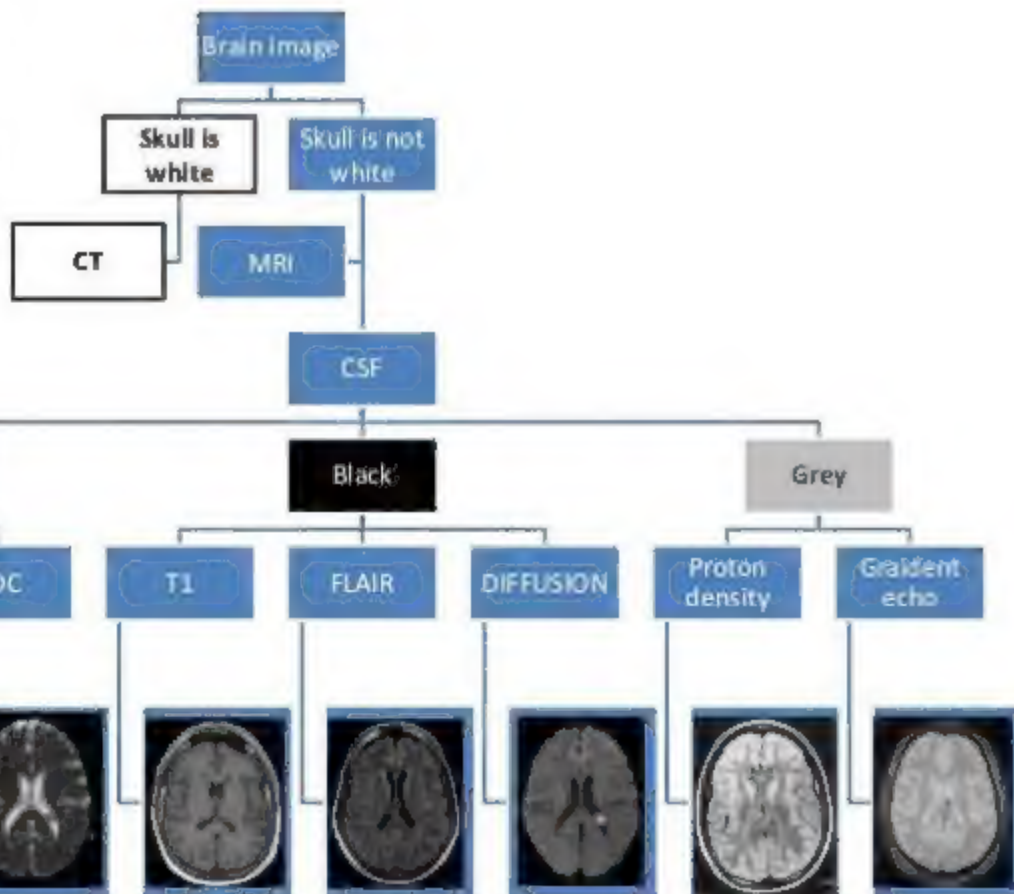 Brain Image
Skull is
white
Skull is not
white
CT
MRI
CSF
Black
Grey
DC
T1
FLAIR
DIFFUSION
Proton
density
Graident
echo